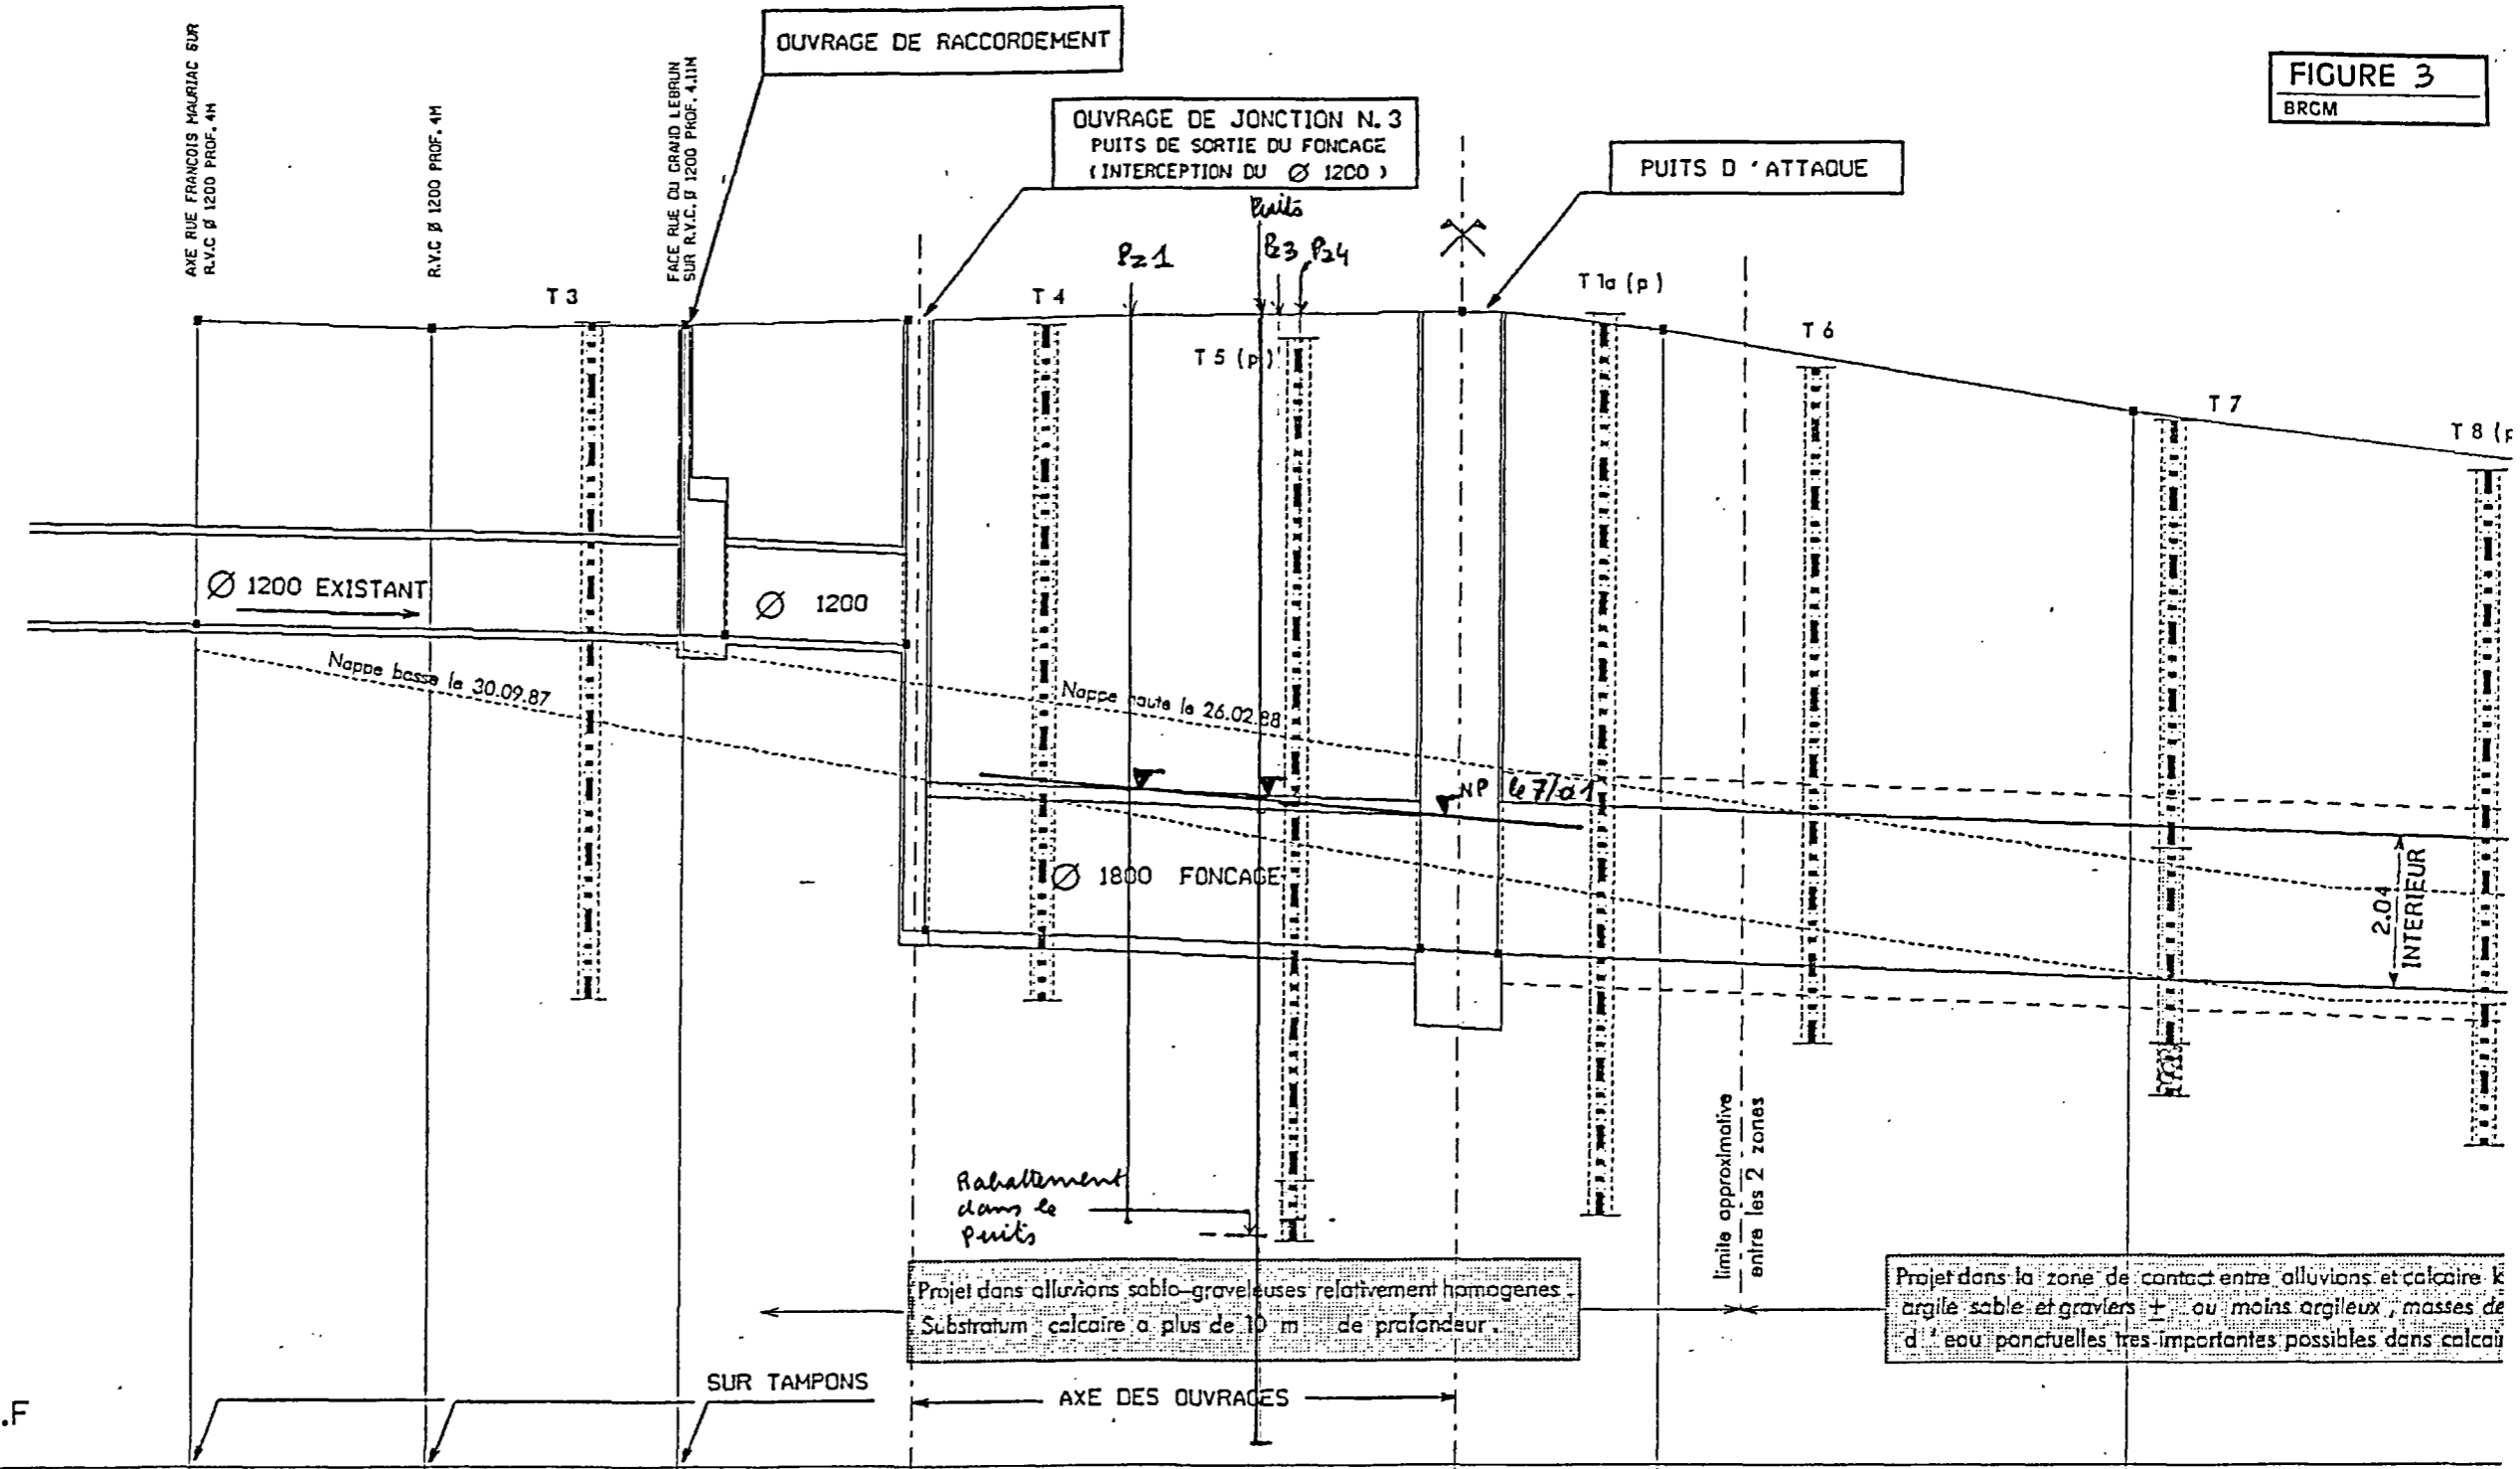 OUVRAGE DE RACCORDEMENT
FIGURE 3
BRGM
AXE RUE FRANCOIS MAURIAC SUR
R.V.C Ø 1200 PROF. 4M
R.V.C Ø 1200 PROF. 4M
FACE RUE DU GRAND LEBRUN
SUR R.V.C. Ø 1200 PROF. 4.11M
OUVRAGE DE JONCTION N. 3
PUITS DE SORTIE DU FONCAGE
(INTERCEPTION DU Ø 1200)
PUITS D 'ATTAQUE
Puits
Pz1
Pz3
Pz4
T 3
T 4
T 5 (p)
T 1a (p)
T 6
T 7
T 8 (p
Ø 1200 EXISTANT
Ø 1200
Nappe basse le 30.09.87
Nappe haute le 26.02.88
NP
Ø 1800 FONCAGE
2.04
INTERIEUR
Rabattement
dans le
puits
limite approximative
entre les 2 zones
Projet dans alluvions sablo-graveleuses relativement homogenes.
Substratum calcaire a plus de 10 m de profondeur.
Projet dans la zone de contact entre alluvions et calcaire k
argile sable et graviers + ou moins argileux, masses de
d 'eau ponctuelles tres importantes possibles dans calcai
SUR TAMPONS
AXE DES OUVRAGES
.F